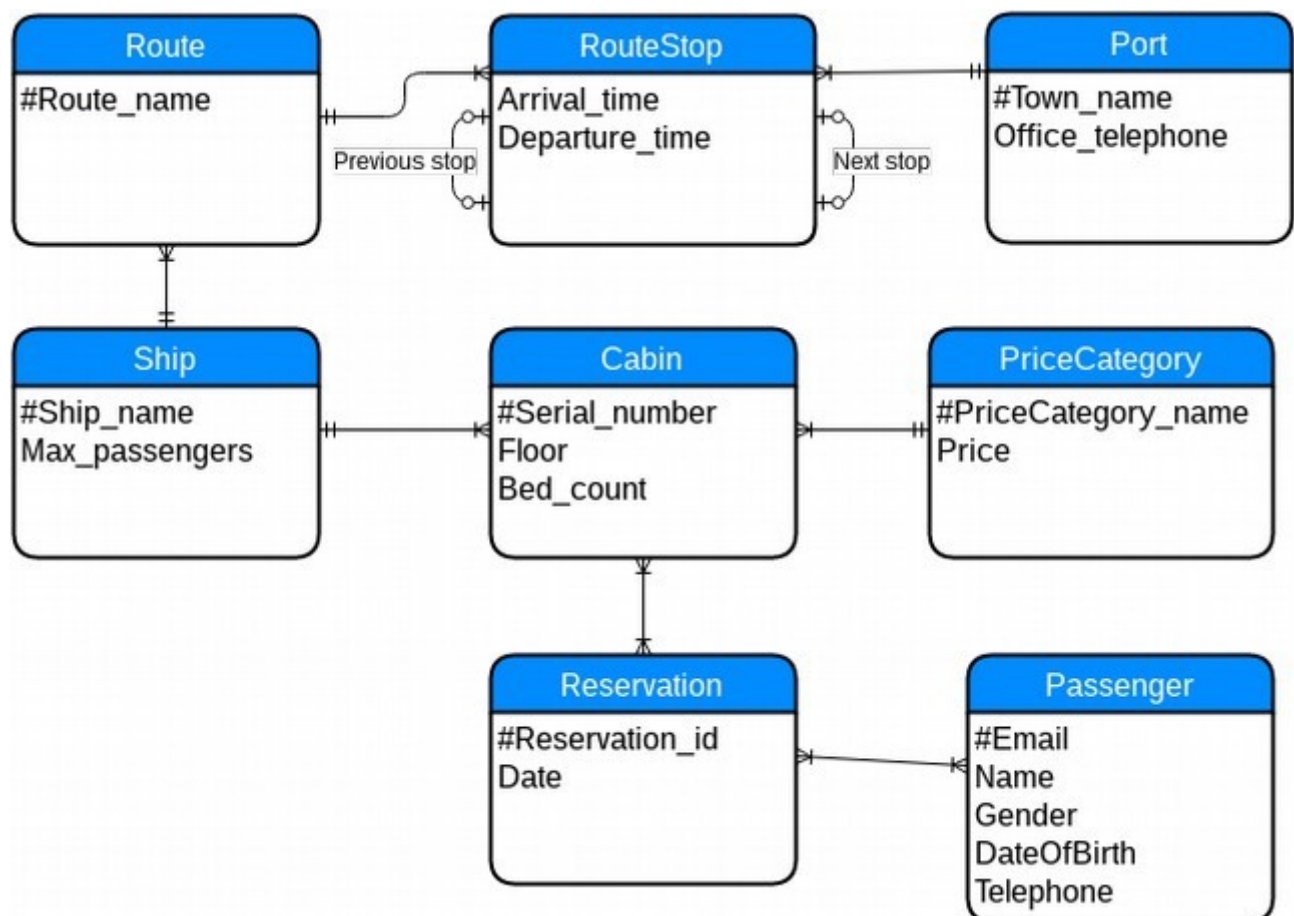 Route
#Route_name
RouteStop
Arrival_time
Departure_time
Previous stop
Next stop
Port
#Town_name
Office_telephone
Ship
#Ship_name
Max_passengers
Cabin
#Serial_number
Floor
Bed_count
PriceCategory
#PriceCategory_name
Price
Reservation
#Reservation_id
Date
Passenger
#Email
Name
Gender
DateOfBirth
Telephone